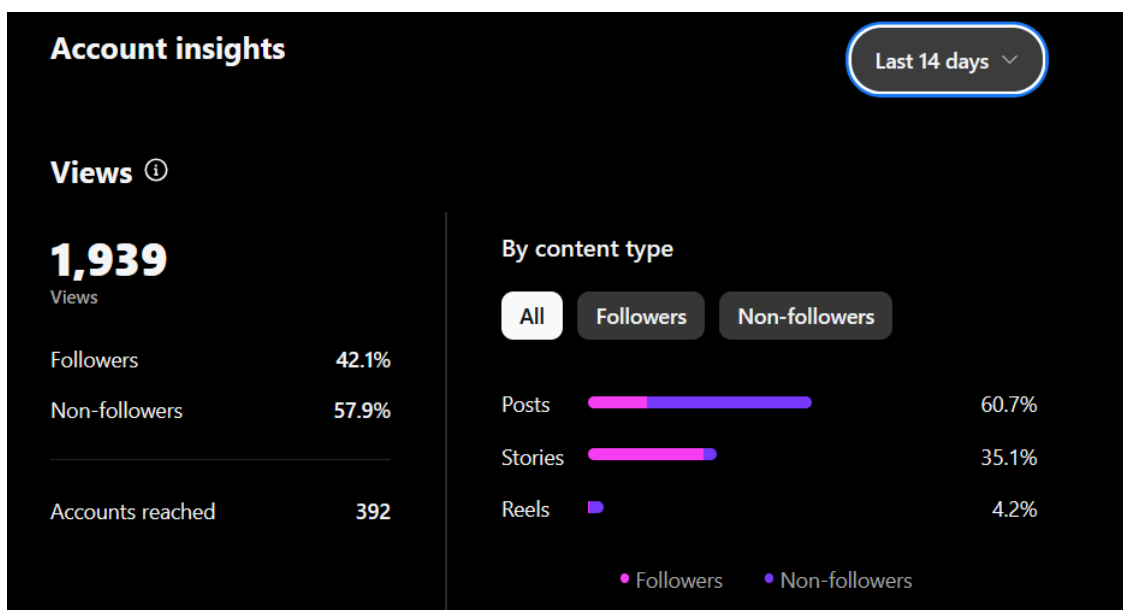 Account insights
Last 14 days
Views
1,939
Views
Followers 42.1%
Non-followers 57.9%
Accounts reached 392
By content type
All Followers Non-followers
Posts 60.7%
Stories 35.1%
Reels 4.2%
Followers Non-followers